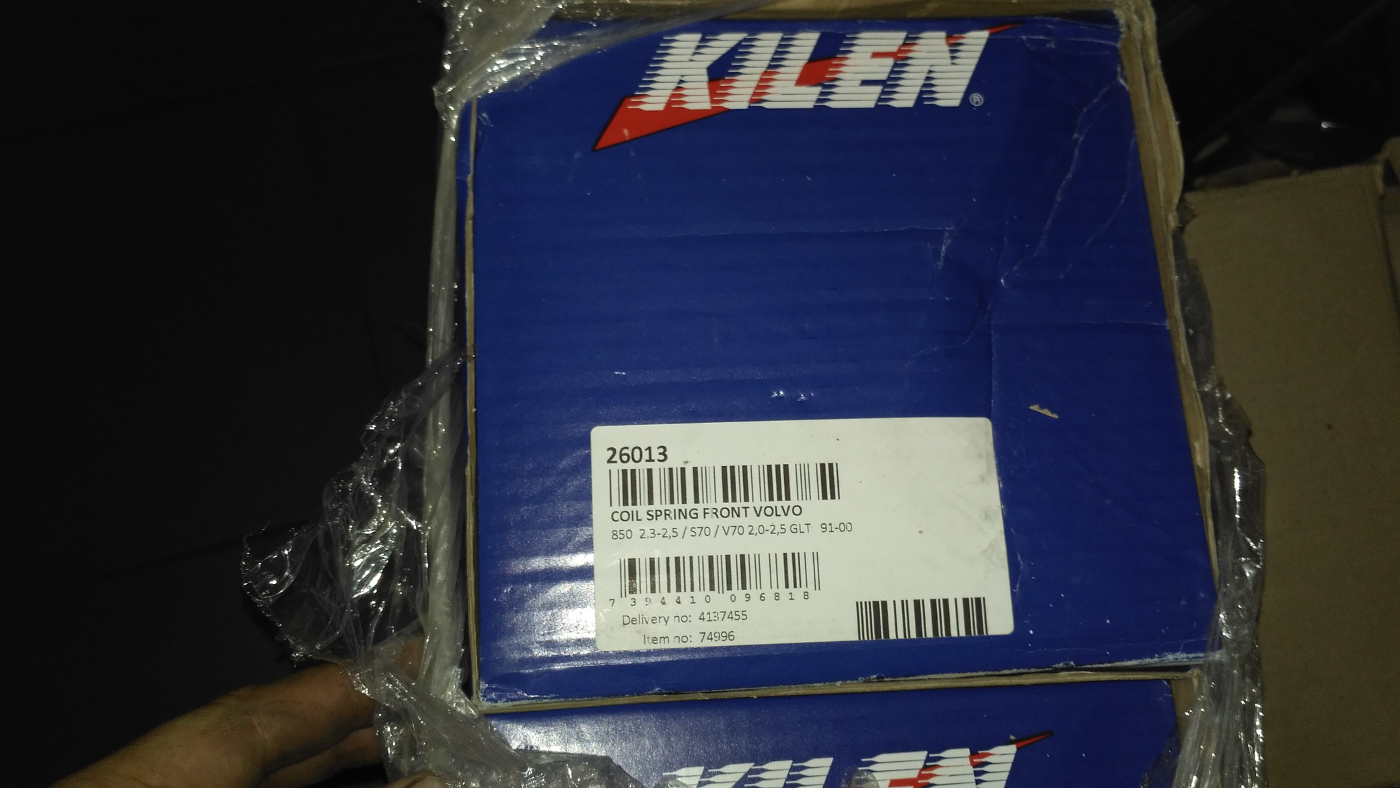 KILEN®
26013
COIL SPRING FRONT VOLVO
850 2.3-2,5 / S70 / V70 2,0-2,5 GLT 91-00
7 394410 096818
Delivery no: 4137455
Item no: 74996
KILEN